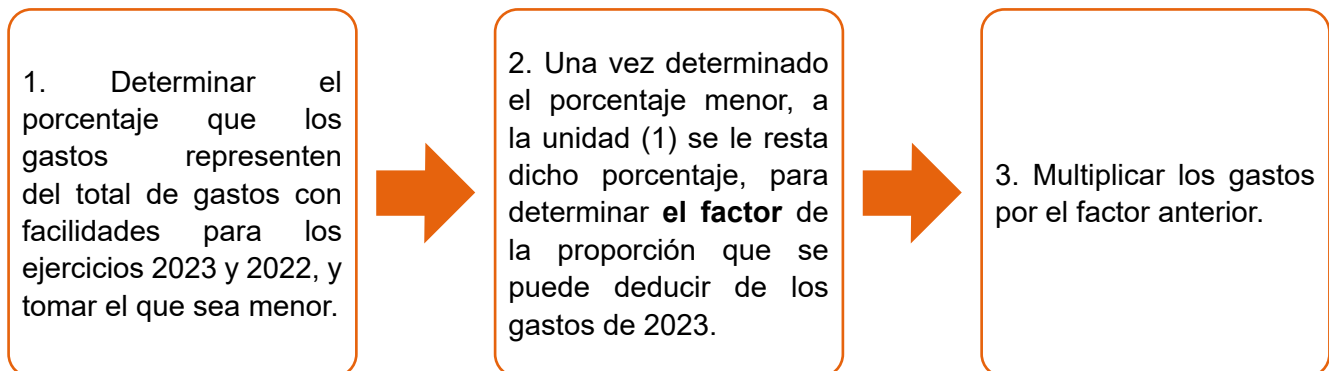 1. Determinar el
porcentaje que los
gastos representen
del total de gastos con
facilidades para los
ejercicios 2023 y 2022, y
tomar el que sea menor.
2. Una vez determinado
el porcentaje menor, a
la unidad (1) se le resta
dicho porcentaje, para
determinar el factor de
la proporción que se
puede deducir de los
gastos de 2023.
3. Multiplicar los gastos
por el factor anterior.